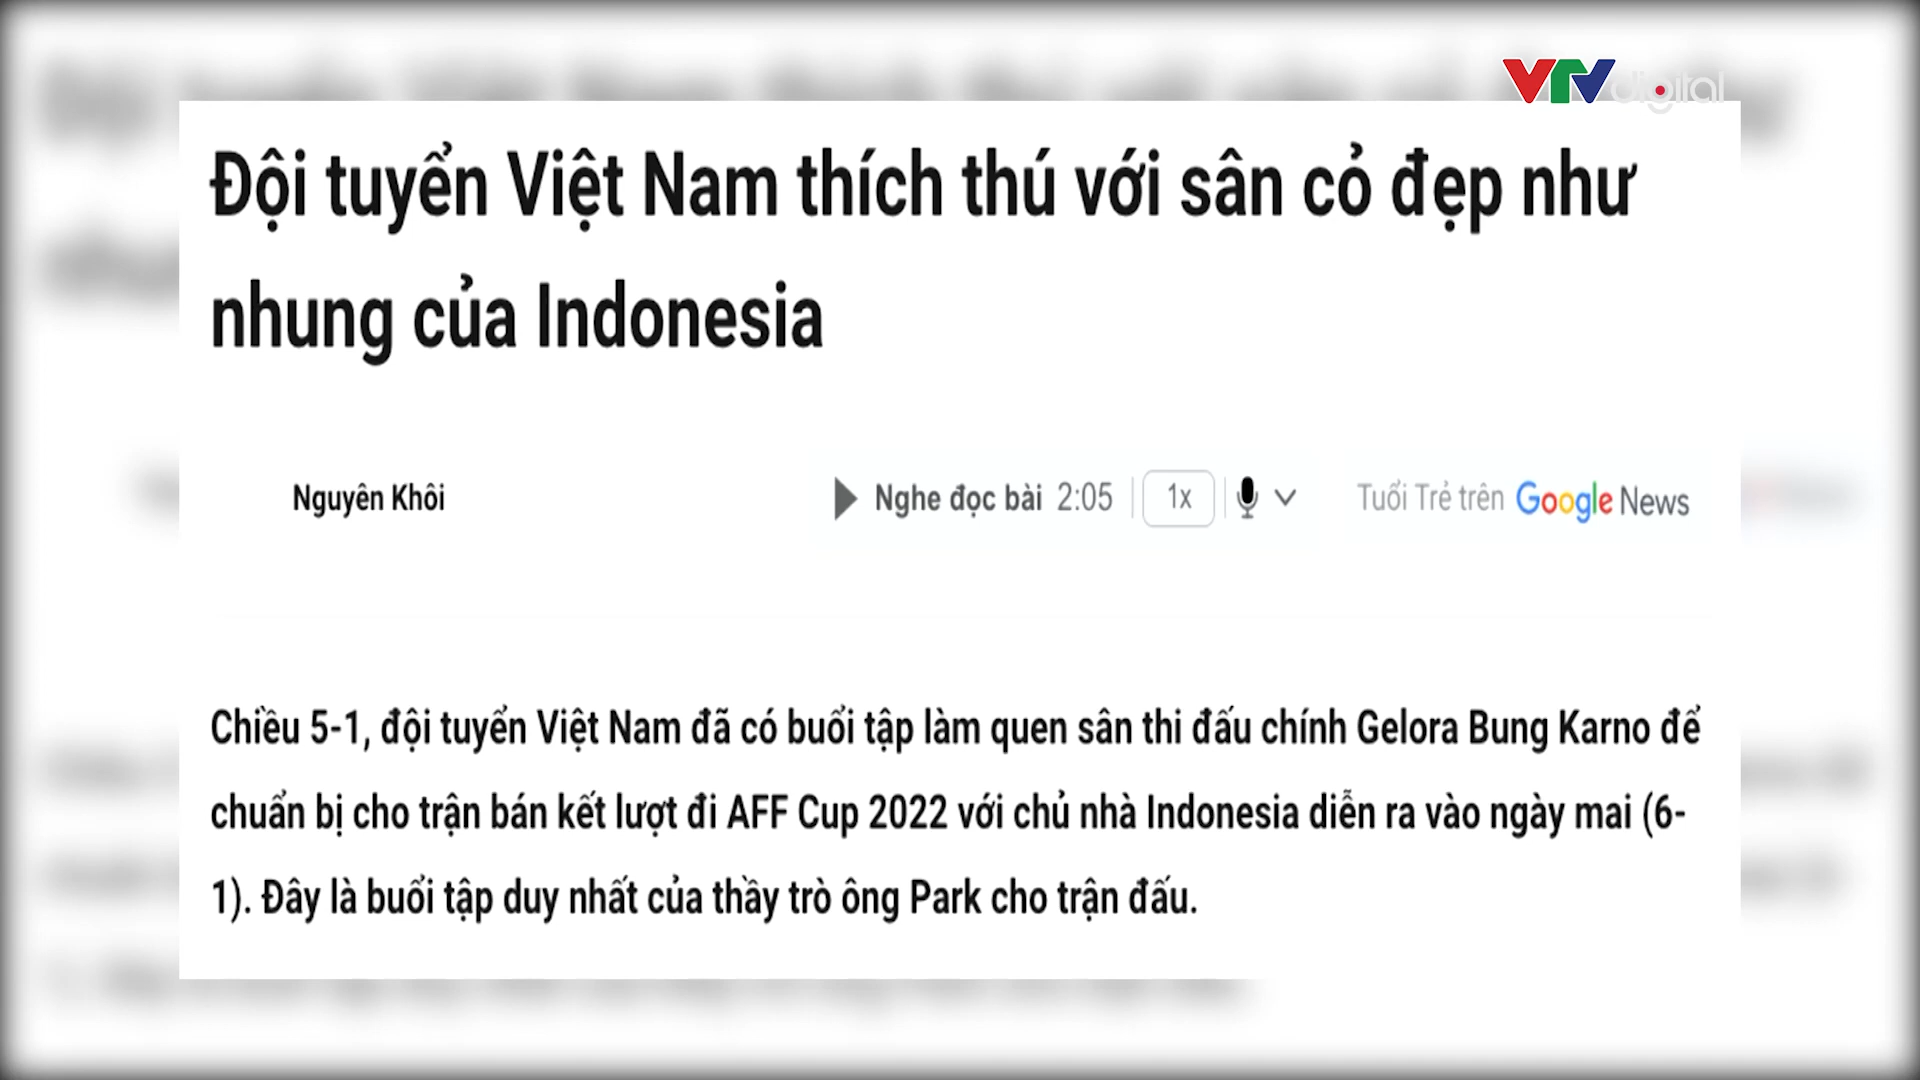 VTV digital
Đội tuyển Việt Nam thích thú với sân cỏ đẹp như
nhung của Indonesia
Nguyên Khôi
Nghe đọc bài 2:05 1x
Tuổi Trẻ trên Google News
Chiều 5-1, đội tuyển Việt Nam đã có buổi tập làm quen sân thi đấu chính Gelora Bung Karno để
chuẩn bị cho trận bán kết lượt đi AFF Cup 2022 với chủ nhà Indonesia diễn ra vào ngày mai (6-
1). Đây là buổi tập duy nhất của thầy trò ông Park cho trận đấu.